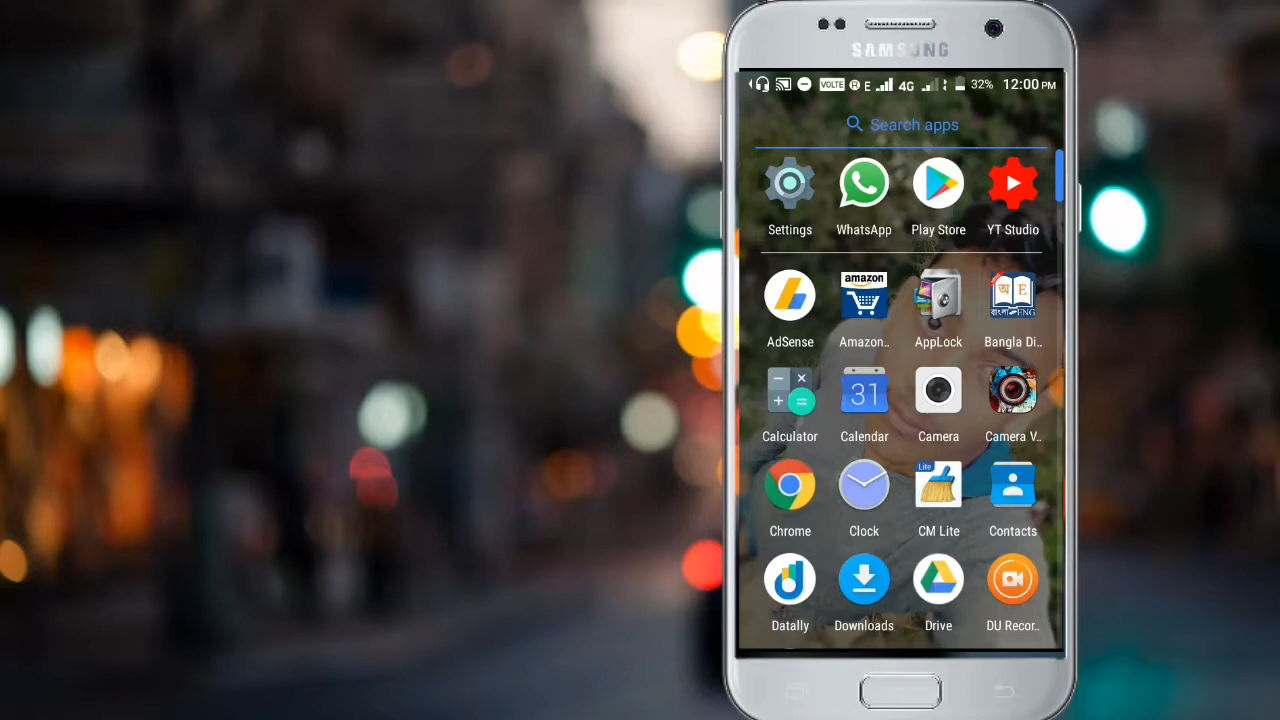 SAMSUNG
VOLTE R E 4G 32% 12:00 PM
Search apps
Settings WhatsApp Play Store YT Studio
amazon
অ E
বাংলা ENG
AdSense Amazon.. AppLock Bangla Di..
31
Calculator Calendar Camera Camera V..
Lite
Chrome Clock CM Lite Contacts
Datally Downloads Drive DU Recor..